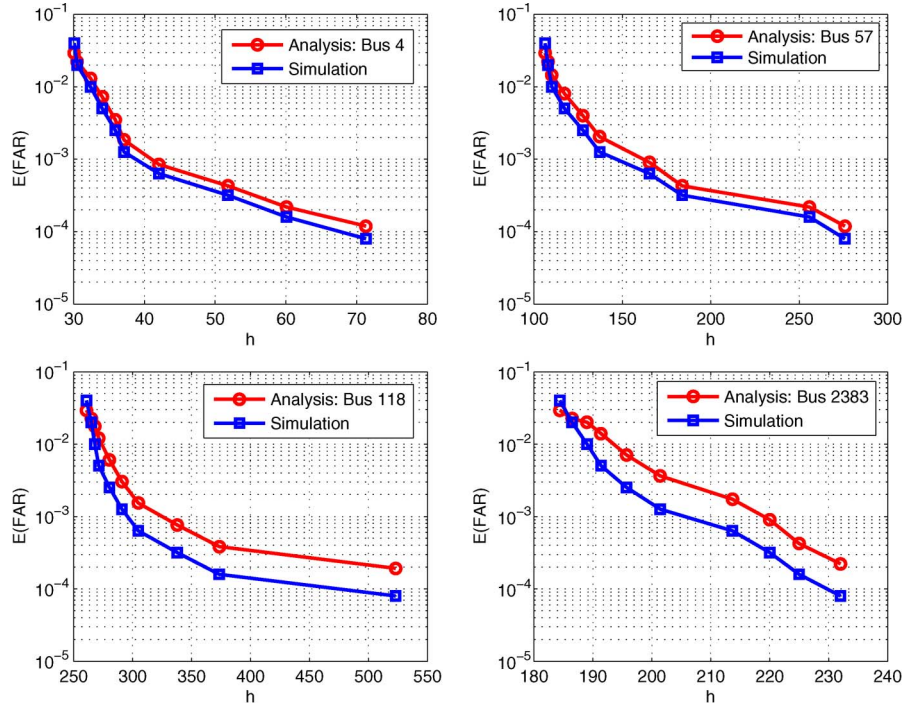 10^-1
10^-2
10^-3
10^-4
10^-5
E(FAR)
30 40 50 60 70 80
h
Analysis: Bus 4
Simulation
10^-1
10^-2
10^-3
10^-4
10^-5
E(FAR)
100 150 200 250 300
h
Analysis: Bus 57
Simulation
10^-1
10^-2
10^-3
10^-4
10^-5
E(FAR)
250 300 350 400 450 500 550
h
Analysis: Bus 118
Simulation
10^-1
10^-2
10^-3
10^-4
10^-5
E(FAR)
180 190 200 210 220 230 240
h
Analysis: Bus 2383
Simulation